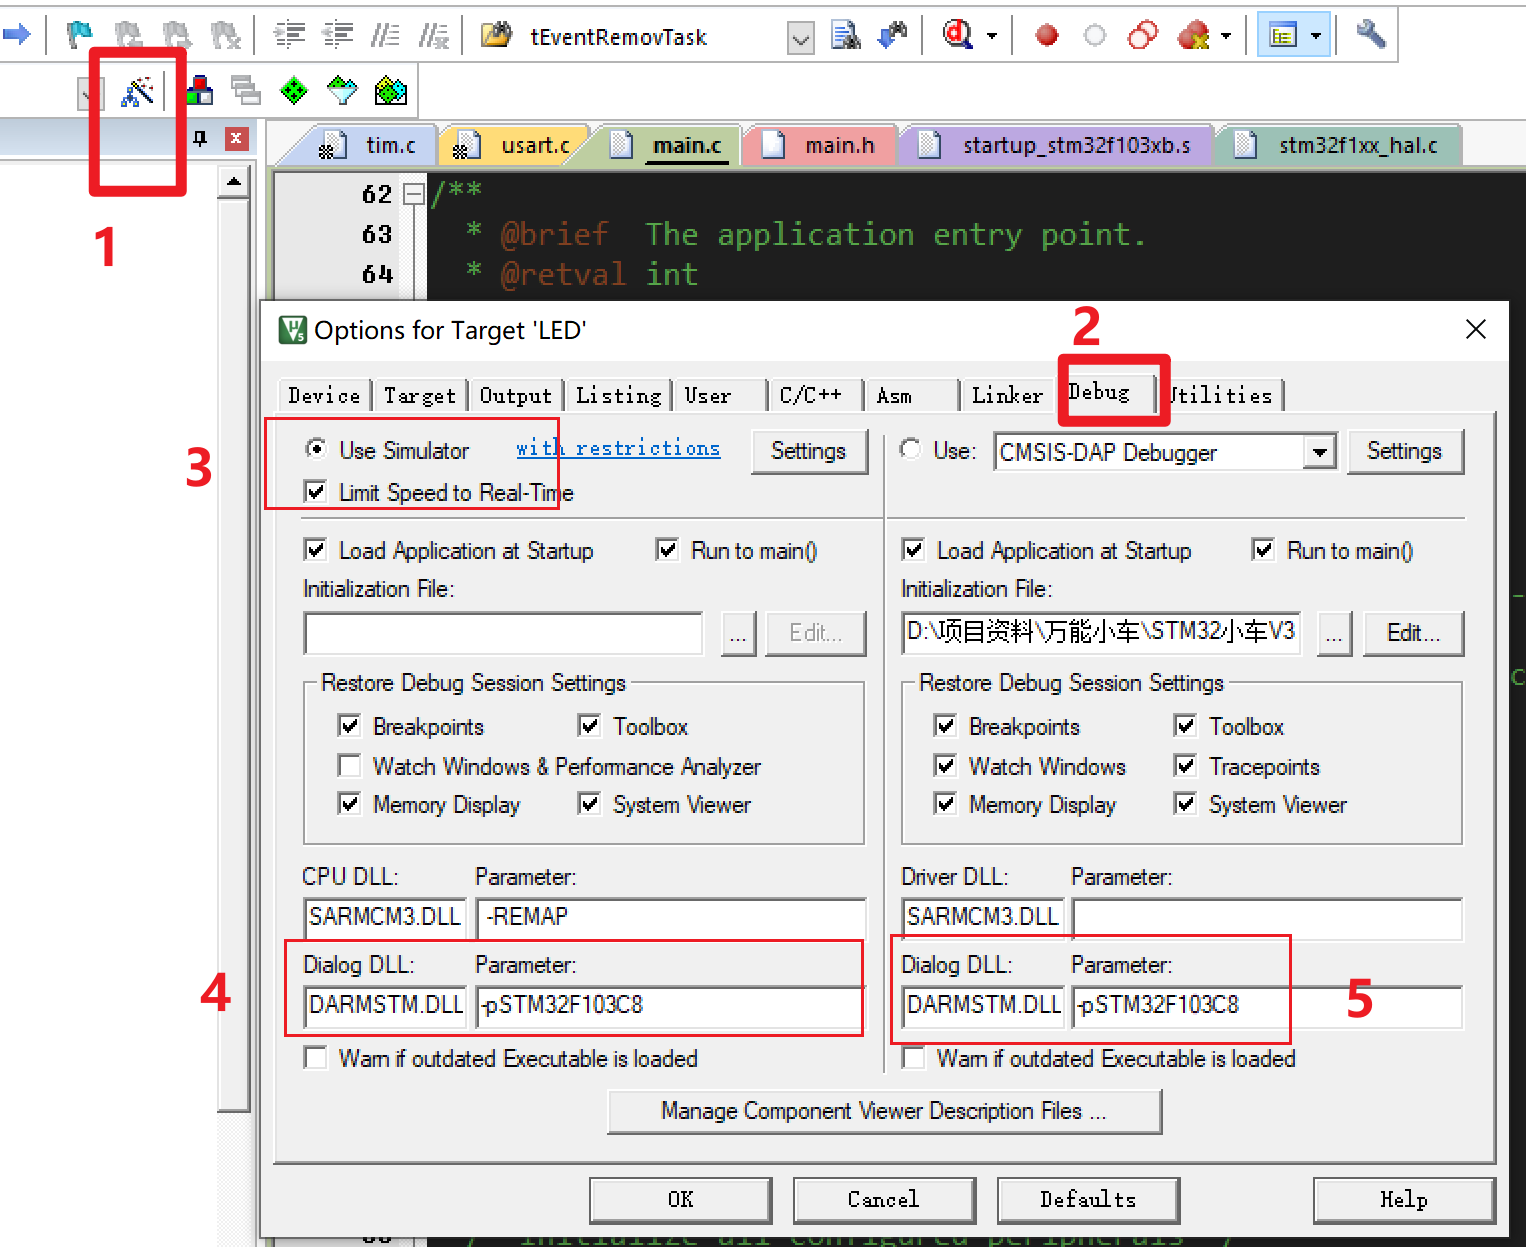 tEventRemovTask
1
tim.c usart.c main.c main.h startup_stm32f103xb.s stm32f1xx_hal.c
62 /**
63 * @brief The application entry point.
64 * @retval int
Options for Target 'LED'
2
Device Target Output Listing User C/C++ Asm Linker Debug Utilities
3
Use Simulator with restrictions Settings
Limit Speed to Real-Time
Use: CMSIS-DAP Debugger Settings
Load Application at Startup Run to main()
Initialization File:
... Edit...
Restore Debug Session Settings
Breakpoints Toolbox
Watch Windows & Performance Analyzer
Memory Display System Viewer
CPU DLL: Parameter:
SARMCM3.DLL -REMAP
4
Dialog DLL: Parameter:
DARMSTM.DLL -pSTM32F103C8
Warn if outdated Executable is loaded
Load Application at Startup Run to main()
Initialization File:
D:\项目资料\万能小车\STM32小车V3 ... Edit...
Restore Debug Session Settings
Breakpoints Toolbox
Watch Windows Tracepoints
Memory Display System Viewer
Driver DLL: Parameter:
SARMCM3.DLL
Dialog DLL: Parameter:
DARMSTM.DLL -pSTM32F103C8
5
Warn if outdated Executable is loaded
Manage Component Viewer Description Files ...
OK Cancel Defaults Help